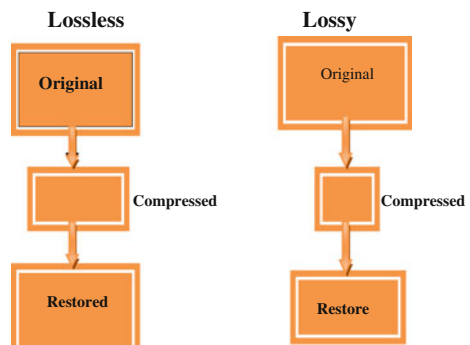 Lossless
Original
Compressed
Restored
Lossy
Original
Compressed
Restore